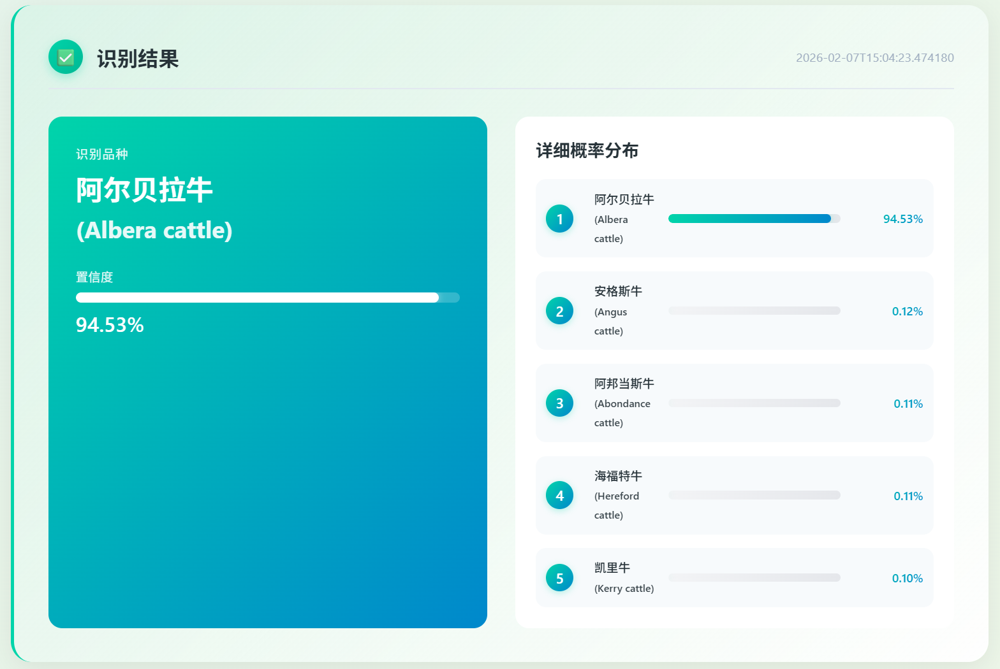 识别结果
2026-02-07T15:04:23.474180
识别品种
阿尔贝拉牛
(Albera cattle)
置信度
94.53%
详细概率分布
1
阿尔贝拉牛
(Albera
cattle)
94.53%
2
安格斯牛
(Angus
cattle)
0.12%
3
阿邦当斯牛
(Abondance
cattle)
0.11%
4
海福特牛
(Hereford
cattle)
0.11%
5
凯里牛
(Kerry cattle)
0.10%